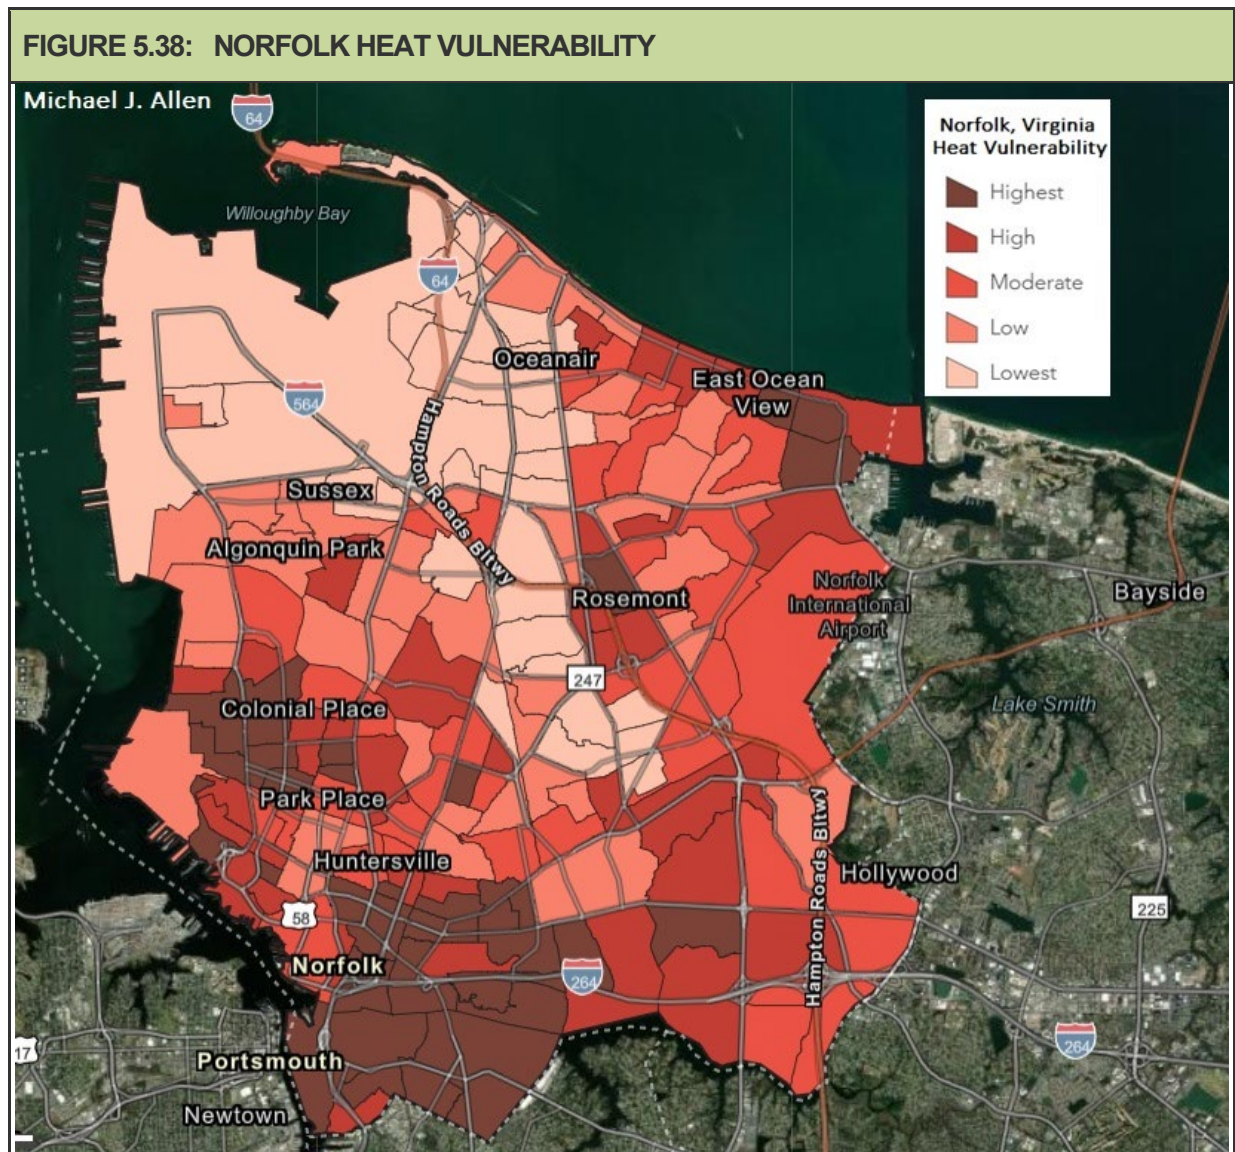 FIGURE 5.38: NORFOLK HEAT VULNERABILITY
Michael J. Allen
64
Norfolk, Virginia
Heat Vulnerability
Highest
High
Moderate
Low
Lowest
Willoughby Bay
64
Oceanair
East Ocean
View
564
Hampton Roads Bltwy
Sussex
Algonquin Park
Rosemont
Norfolk
International
Airport
Bayside
247
Lake Smith
Colonial Place
Park Place
Huntersville
Hampton Roads Bltwy
Hollywood
58
225
Norfolk
264
264
17
Portsmouth
Newtown